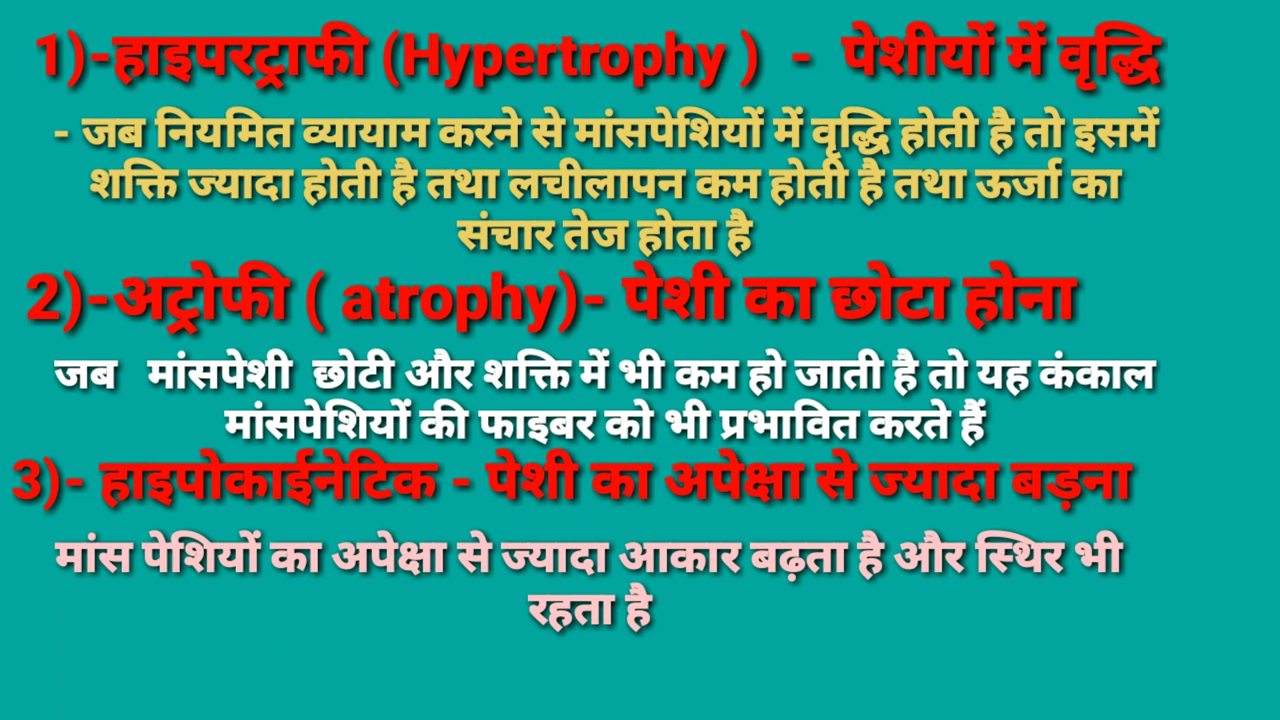 1)-हाइपरट्राफी (Hypertrophy ) - पेशीयों में वृद्धि
- जब नियमित व्यायाम करने से मांसपेशियों में वृद्धि होती है तो इसमें
शक्ति ज्यादा होती है तथा लचीलापन कम होती है तथा ऊर्जा का
संचार तेज होता है
2)-अट्रोफी ( atrophy)- पेशी का छोटा होना
जब मांसपेशी छोटी और शक्ति में भी कम हो जाती है तो यह कंकाल
मांसपेशियों की फाइबर को भी प्रभावित करते हैं
3)- हाइपोकाईनेटिक - पेशी का अपेक्षा से ज्यादा बड़ना
मांस पेशियों का अपेक्षा से ज्यादा आकार बढ़ता है और स्थिर भी
रहता है